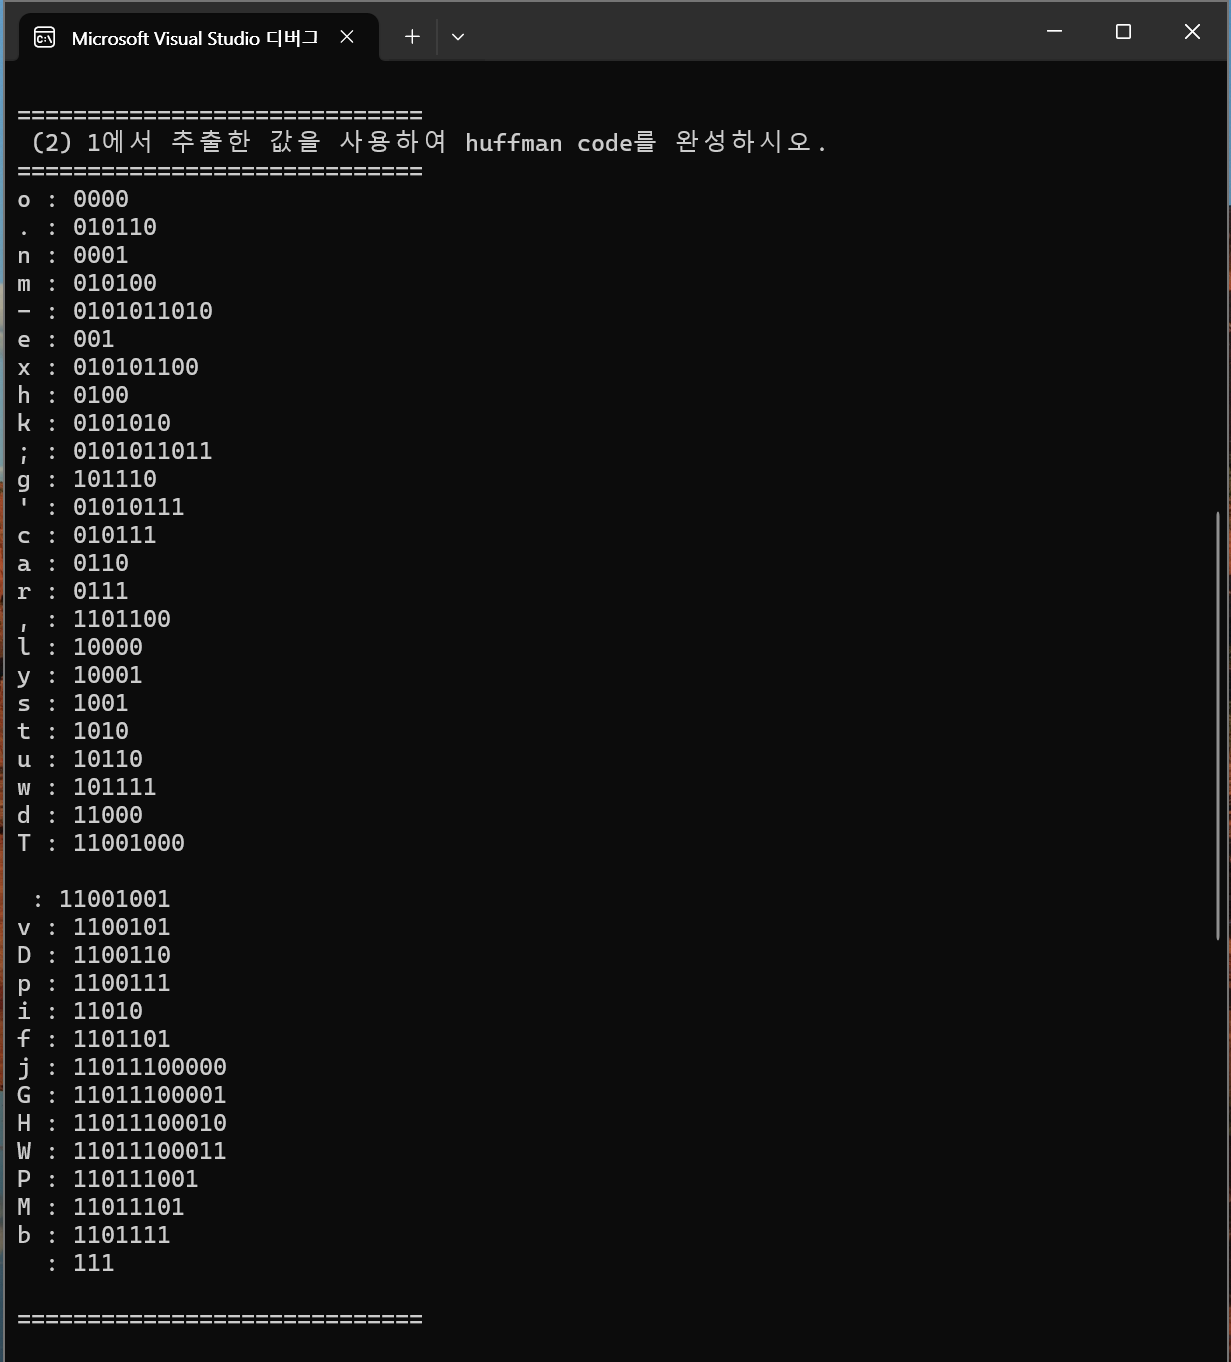 Microsoft Visual Studio 디버그
=============================
(2) 1에서 추출한 값을 사용하여 huffman code를 완성하시오.
=============================
o : 0000
. : 010110
n : 0001
m : 010100
- : 0101011010
e : 001
x : 010101100
h : 0100
k : 0101010
; : 0101011011
g : 101110
' : 01010111
c : 010111
a : 0110
r : 0111
, : 1101100
l : 10000
y : 10001
s : 1001
t : 1010
u : 10110
w : 101111
d : 11000
T : 11001000
: 11001001
v : 1100101
D : 1100110
p : 1100111
i : 11010
f : 1101101
j : 11011100000
G : 11011100001
H : 11011100010
W : 11011100011
P : 110111001
M : 11011101
b : 1101111
: 111
=============================